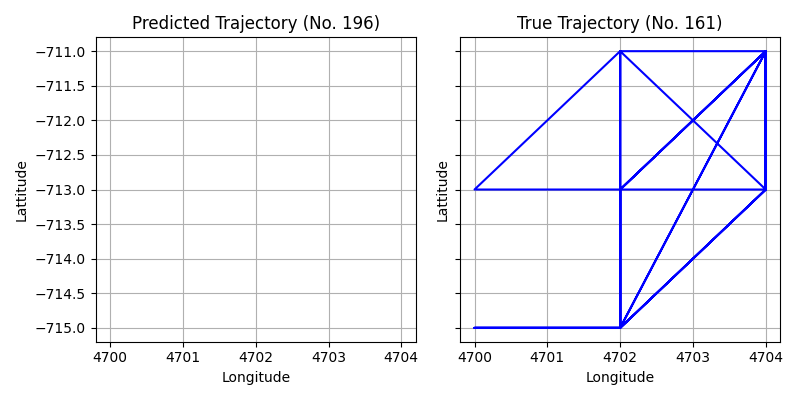 Predicted Trajectory (No. 196)
True Trajectory (No. 161)
−711.0
−711.5
−712.0
−712.5
−713.0
−713.5
−714.0
−714.5
−715.0
Lattitude
Lattitude
4700 4701 4702 4703 4704
4700 4701 4702 4703 4704
Longitude
Longitude